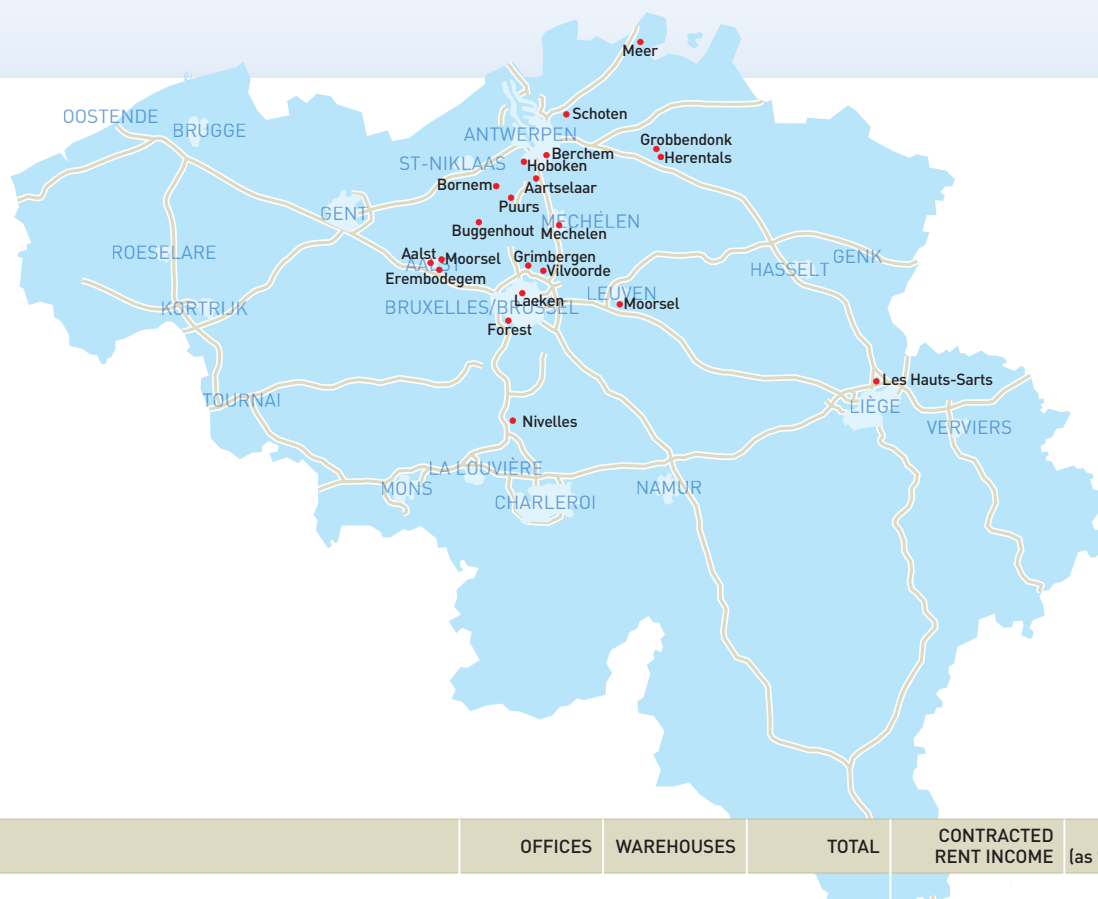 Meer
OOSTENDE
BRUGGE
Schoten
ANTWERPEN
Grobbendonk
Herentals
Berchem
ST-NIKLAAS
Hoboken
Bornem
Aartselaar
Puurs
GENT
Buggenhout
MECHELEN
Mechelen
ROESELARE
Aalst
Moorsel
AALST
Erembodegem
Grimbergen
Vilvoorde
HASSELT
GENK
KORTRIJK
Laeken
BRUXELLES/BRUSSEL
LEUVEN
Moorsel
Forest
Les Hauts-Sarts
TOURNAI
LIÈGE
Nivelles
VERVIERS
LA LOUVIÈRE
MONS
CHARLEROI
NAMUR
OFFICES
WAREHOUSES
TOTAL
CONTRACTED
RENT INCOME
(as